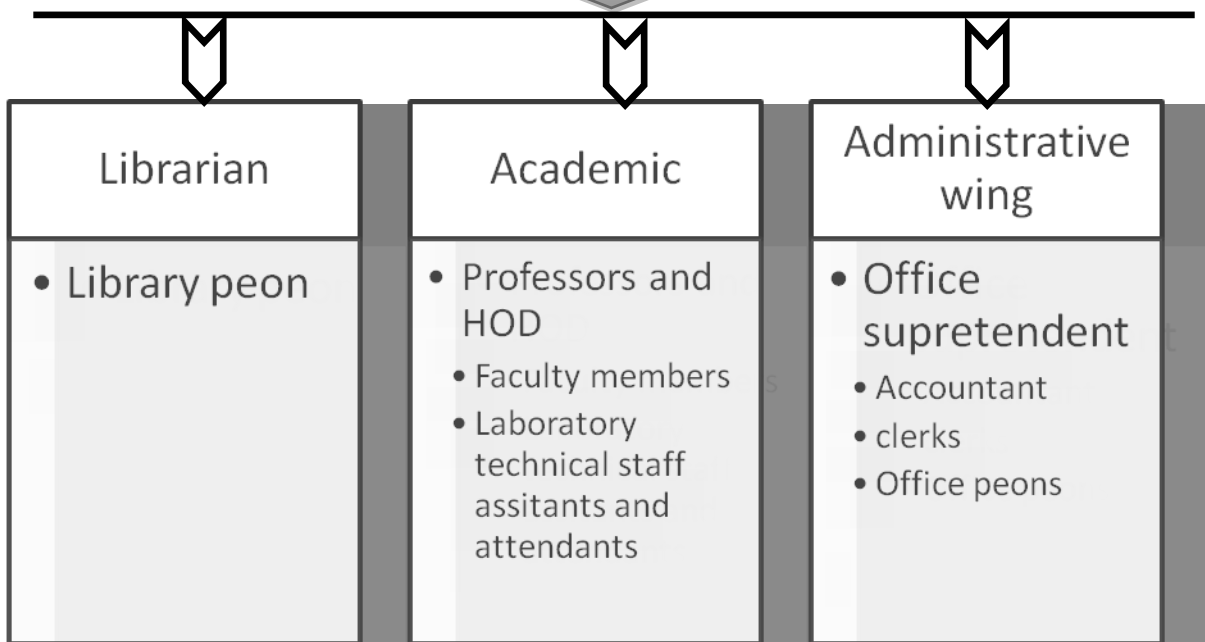 Librarian
• Library peon
Academic
• Professors and
HOD
• Faculty members
• Laboratory
technical staff
assitants and
attendants
Administrative
wing
• Office
supretendent
• Accountant
• clerks
• Office peons